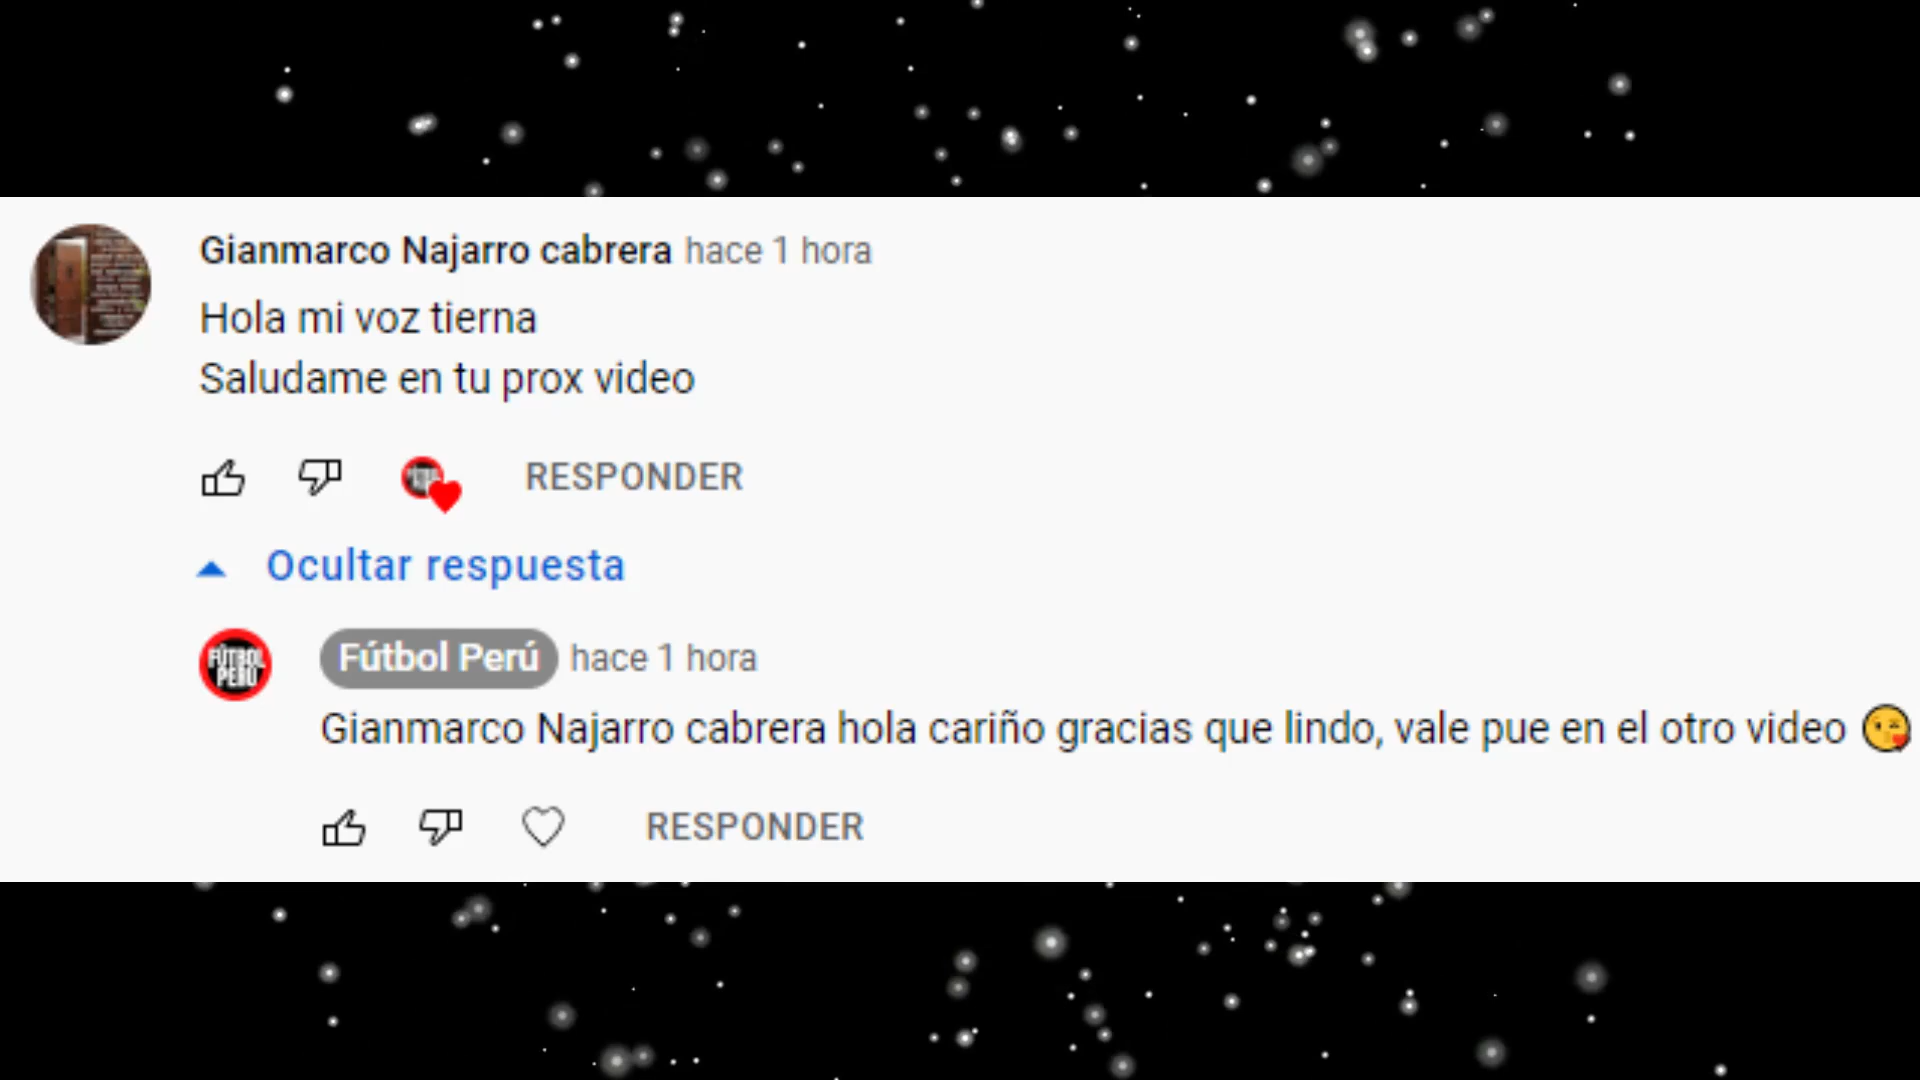 Gianmarco Najarro cabrera hace 1 hora
Hola mi voz tierna
Saludame en tu prox video
RESPONDER
Ocultar respuesta
FÚTBOL
PERÚ
Fútbol Perú hace 1 hora
Gianmarco Najarro cabrera hola cariño gracias que lindo, vale pue en el otro video 😘
RESPONDER